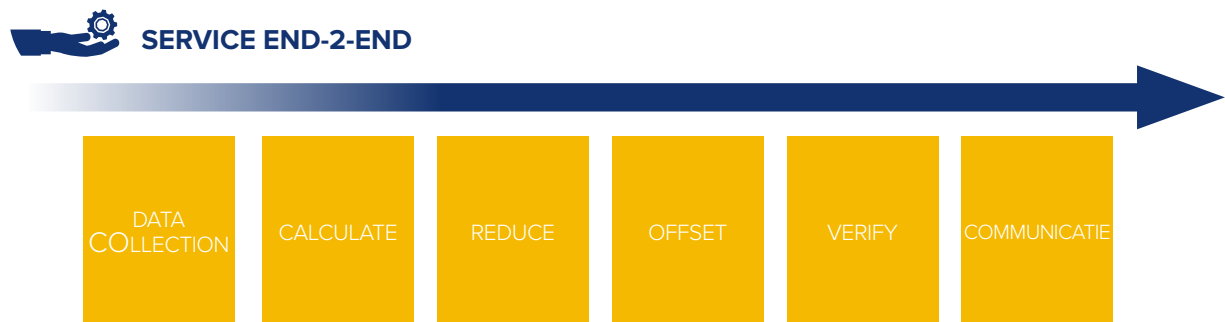 SERVICE END-2-END
DATA
COLLECTION
CALCULATE
REDUCE
OFFSET
VERIFY
COMMUNICATIE